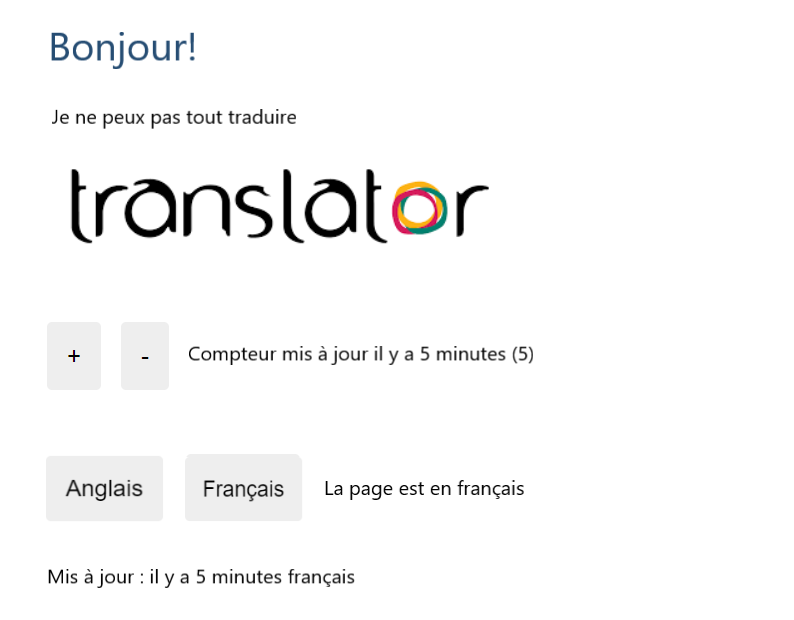 Bonjour!
Je ne peux pas tout traduire
translator
+ - Compteur mis à jour il y a 5 minutes (5)
Anglais Français La page est en français
Mis à jour : il y a 5 minutes français